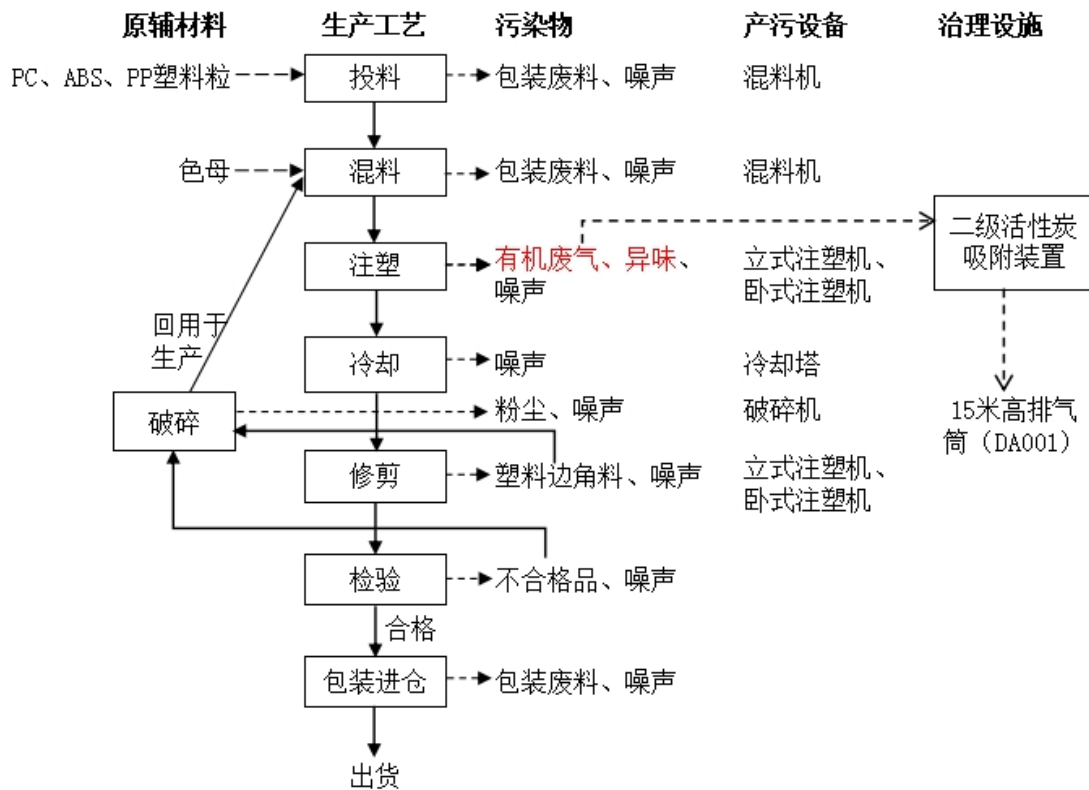 原辅材料 生产工艺 污染物 产污设备 治理设施
PC、ABS、PP塑料粒 投料 包装废料、噪声 混料机
色母 混料 包装废料、噪声 混料机
二级活性炭
吸附装置
注塑 有机废气、异味、 立式注塑机、
噪声 卧式注塑机
回用于
生产
冷却 噪声 冷却塔
破碎 粉尘、噪声 破碎机
15米高排气
筒（DA001）
修剪 塑料边角料、噪声 立式注塑机、
卧式注塑机
检验 不合格品、噪声
合格
包装进仓 包装废料、噪声
出货